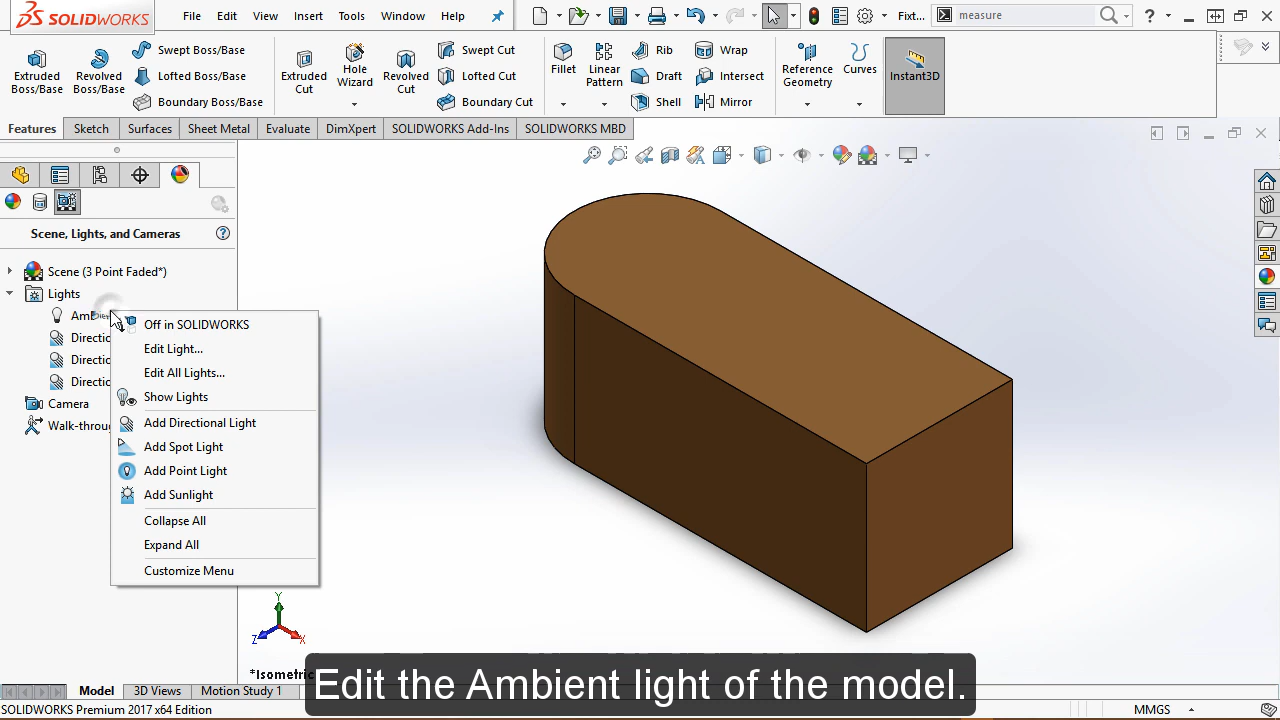 SOLIDWORKS
File Edit View Insert Tools Window Help
Fixt...
measure
Extruded Boss/Base
Revolved Boss/Base
Swept Boss/Base
Lofted Boss/Base
Boundary Boss/Base
Extruded Cut
Hole Wizard
Revolved Cut
Swept Cut
Lofted Cut
Boundary Cut
Fillet
Linear Pattern
Rib
Draft
Shell
Wrap
Intersect
Mirror
Reference Geometry
Curves
Instant3D
Features Sketch Surfaces Sheet Metal Evaluate DimXpert SOLIDWORKS Add-Ins SOLIDWORKS MBD
Scene, Lights, and Cameras
Scene (3 Point Faded*)
Lights
Directio
Directio
Directio
Camera
Walk-throu
Off in SOLIDWORKS
Edit Light...
Edit All Lights...
Show Lights
Add Directional Light
Add Spot Light
Add Point Light
Add Sunlight
Collapse All
Expand All
Customize Menu
Y
Z
X
*Isometric
Edit the Ambient light of the model.
Model 3D Views Motion Study 1
SOLIDWORKS Premium 2017 x64 Edition
MMGS